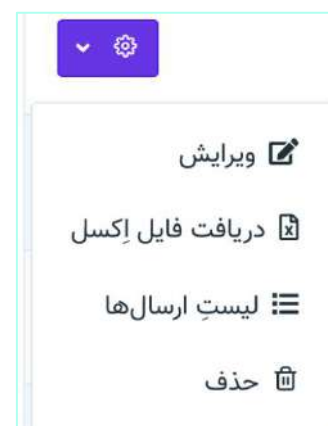 ویرایش
دریافت فایل اِکسل
لیستِ ارسال‌ها
حذف